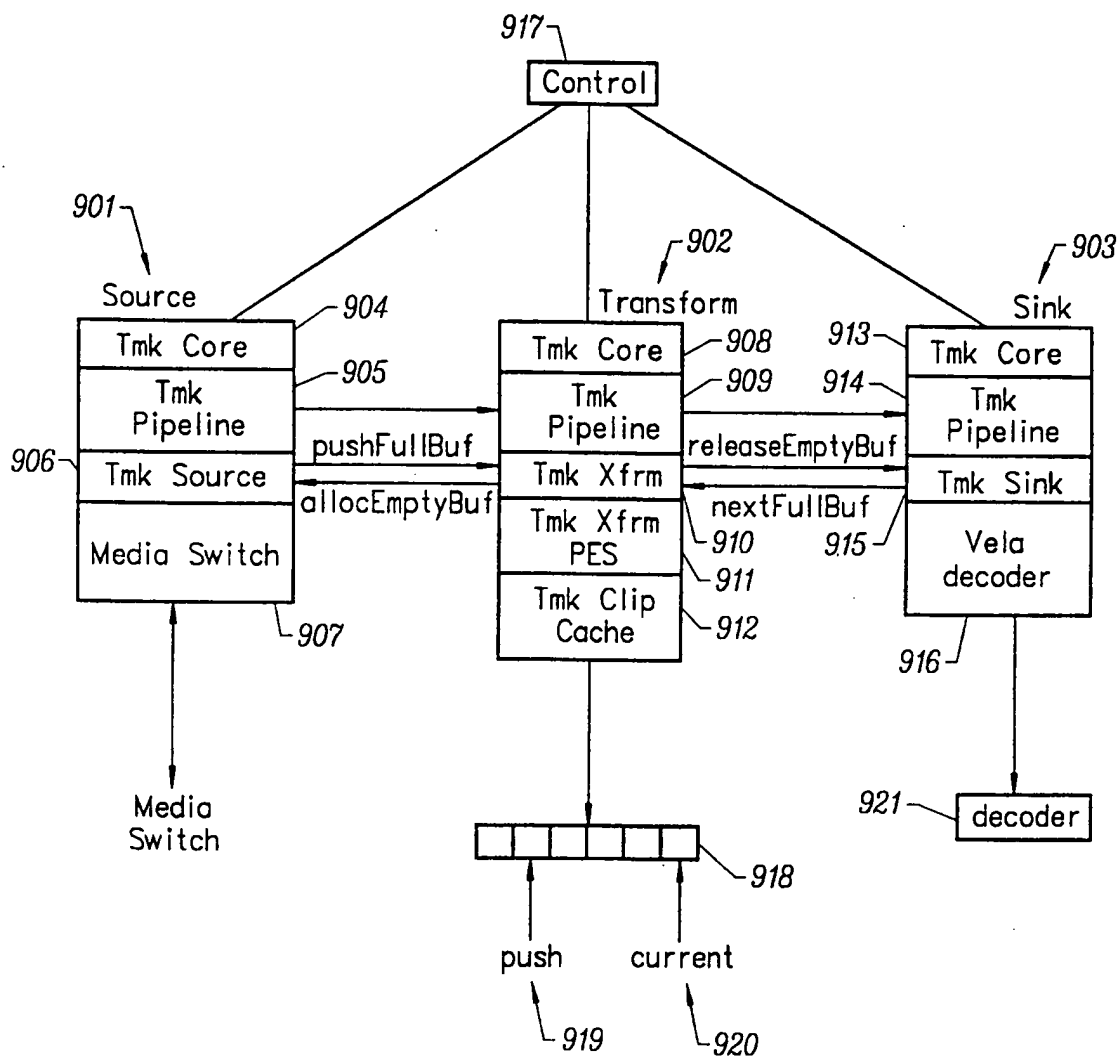 917
Control
901
902
903
Source
904
Transform
Sink
913
Tmk Core
Tmk Core
908
Tmk Core
905
909
914
Tmk
Pipeline
Tmk
Pipeline
Tmk
Pipeline
906
pushFullBuf
releaseEmptyBuf
Tmk Source
Tmk Xfrm
Tmk Sink
allocEmptyBuf
nextFullBuf
910
915
Media Switch
Tmk Xfrm
PES
Vela
decoder
911
907
Tmk Clip
Cache
912
916
Media
Switch
921
decoder
918
push
current
919
920